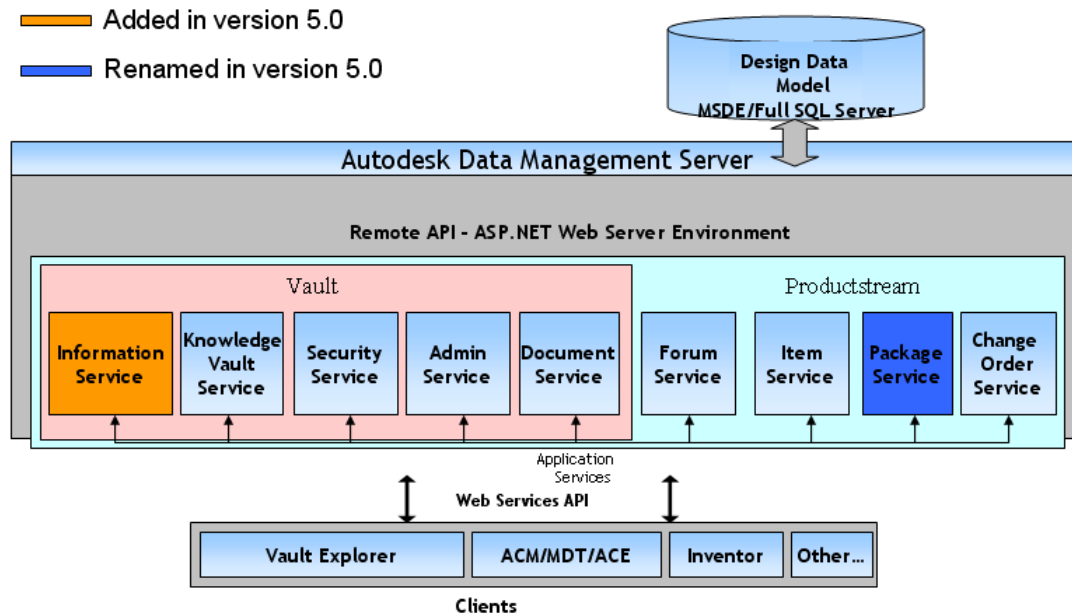 Added in version 5.0
Renamed in version 5.0
Design Data
Model
MSDE/Full SQL Server
Autodesk Data Management Server
Remote API - ASP.NET Web Server Environment
Vault
Productstream
Information
Service
Knowledge
Vault
Service
Security
Service
Admin
Service
Document
Service
Forum
Service
Item
Service
Package
Service
Change
Order
Service
Application
Services
Web Services API
Vault Explorer
ACM/MDT/ACE
Inventor
Other...
Clients